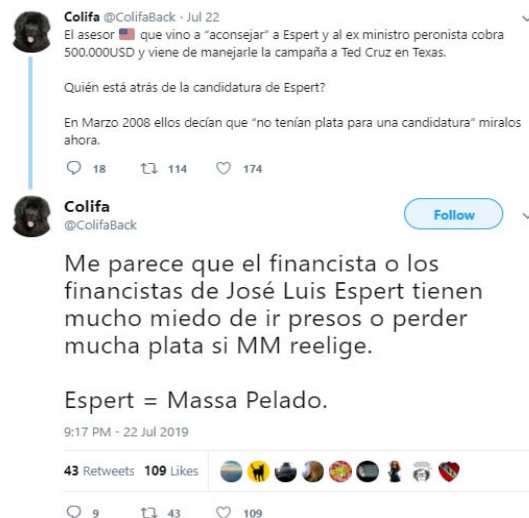 Colifa @ColifaBack · Jul 22
El asesor 🇺🇸 que vino a "aconsejar" a Espert y al ex ministro peronista cobra
500.000USD y viene de manejarle la campaña a Ted Cruz en Texas.
Quién está atrás de la candidatura de Espert?
En Marzo 2008 ellos decían que "no tenían plata para una candidatura" miralos
ahora.
18 114 174
Colifa
@ColifaBack
Follow
Me parece que el financista o los
financistas de José Luis Espert tienen
mucho miedo de ir presos o perder
mucha plata si MM reelige.
Espert = Massa Pelado.
9:17 PM - 22 Jul 2019
43 Retweets 109 Likes
9 43 109